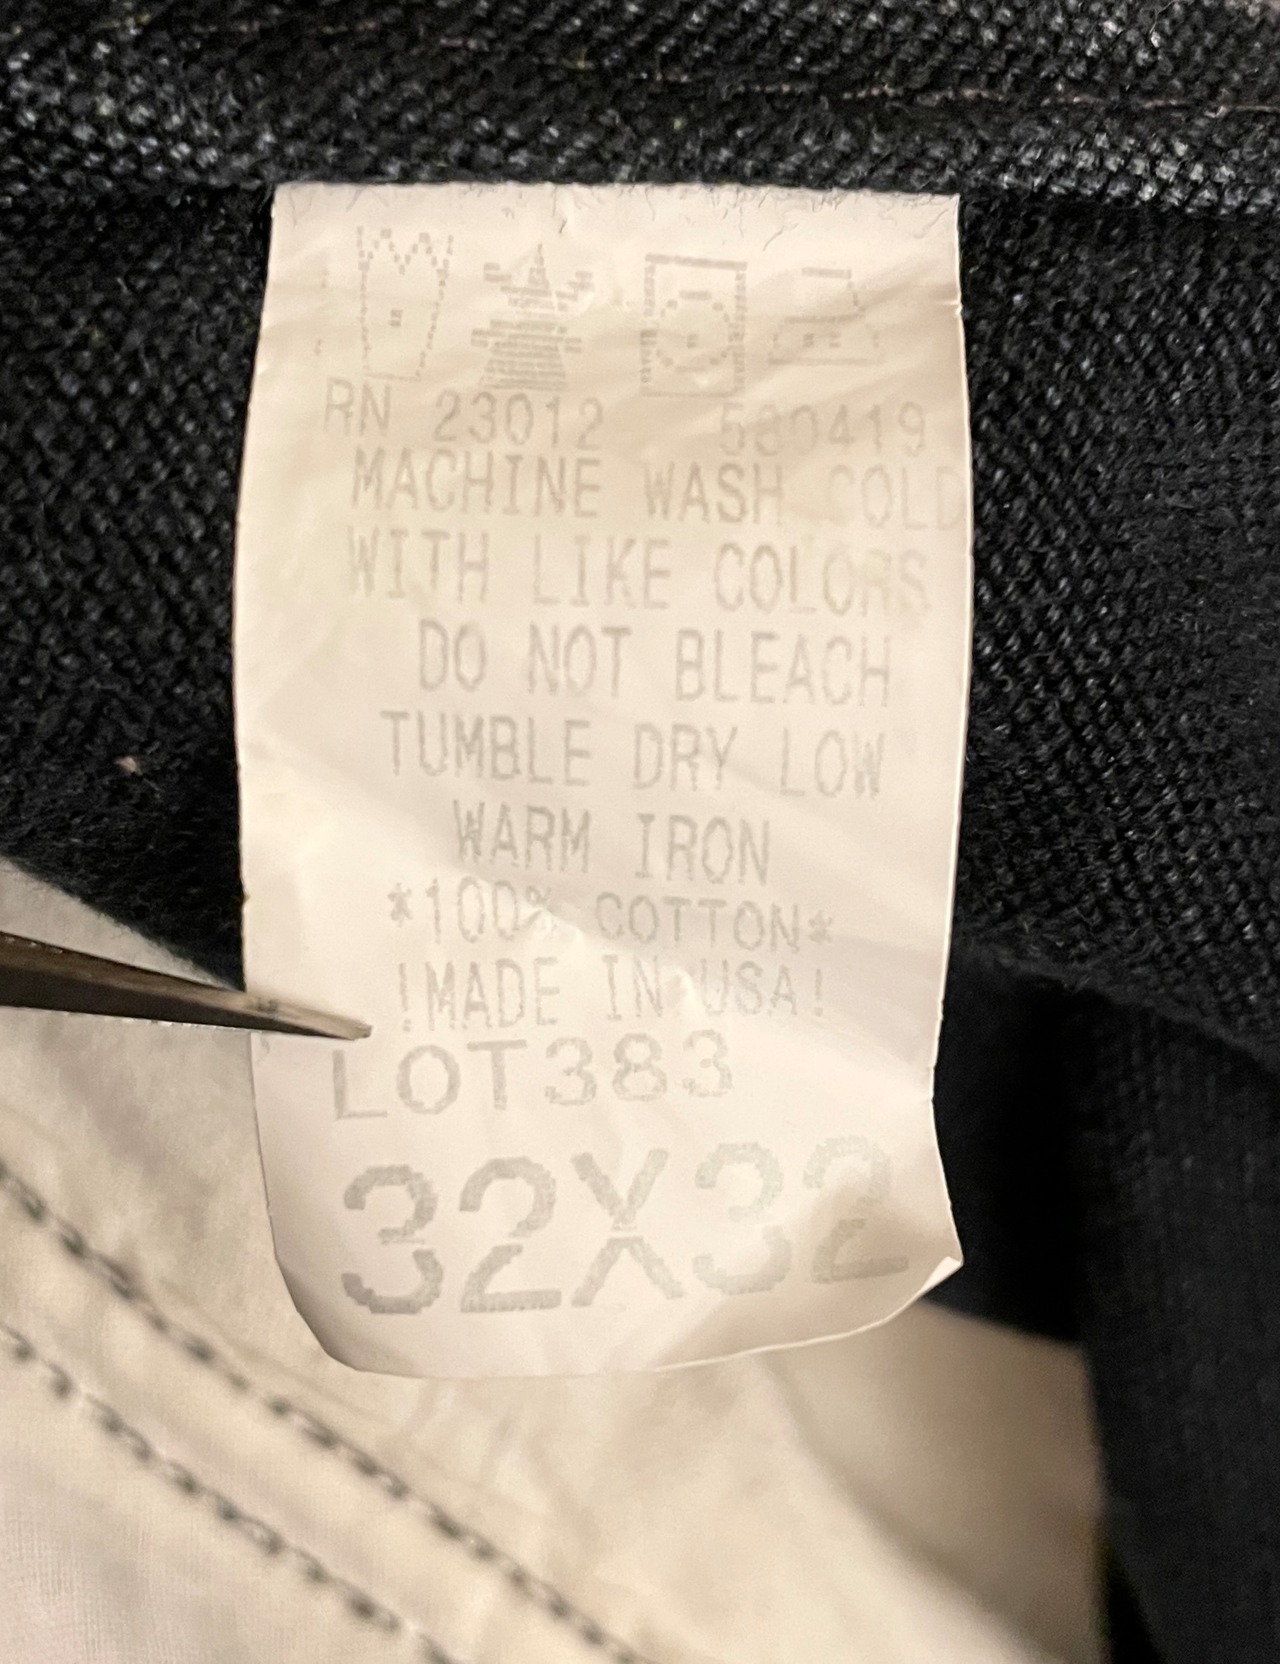 RN 23012 580419
MACHINE WASH COLD
WITH LIKE COLORS
DO NOT BLEACH
TUMBLE DRY LOW
WARM IRON
*100% COTTON*
!MADE IN USA!
LOT383
32X32